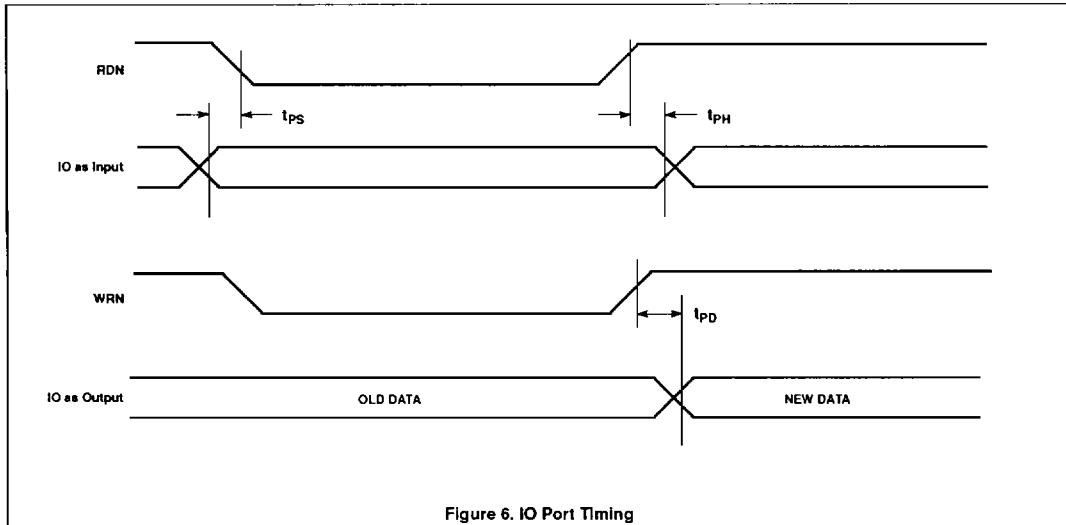 RDN
tPS
tPH
IO as Input
WRN
tPD
IO as Output
OLD DATA
NEW DATA
Figure 6. IO Port Timing